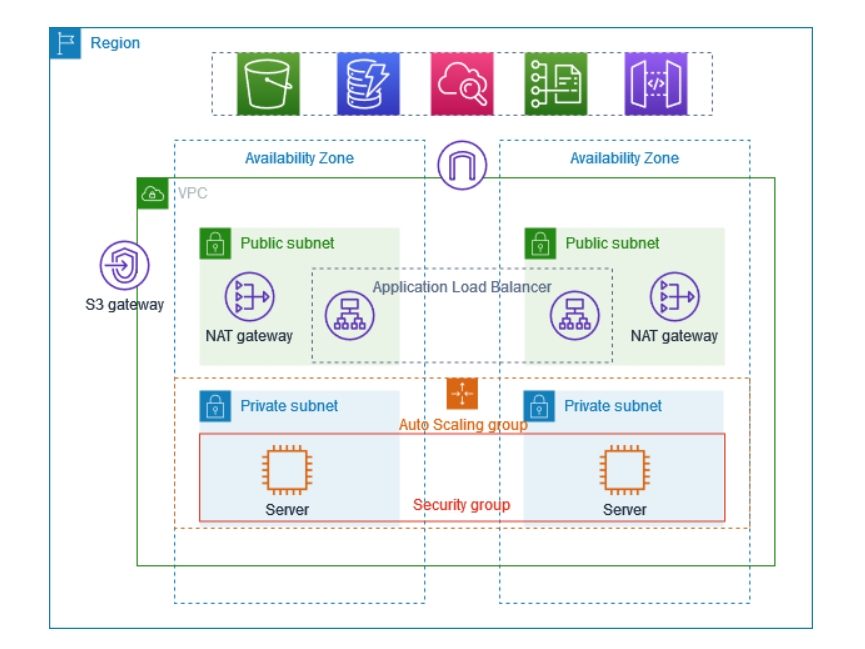 Region
Availability Zone
Availability Zone
VPC
Public subnet
Public subnet
S3 gateway
Application Load Balancer
NAT gateway
NAT gateway
Private subnet
Private subnet
Auto Scaling group
Security group
Server
Server